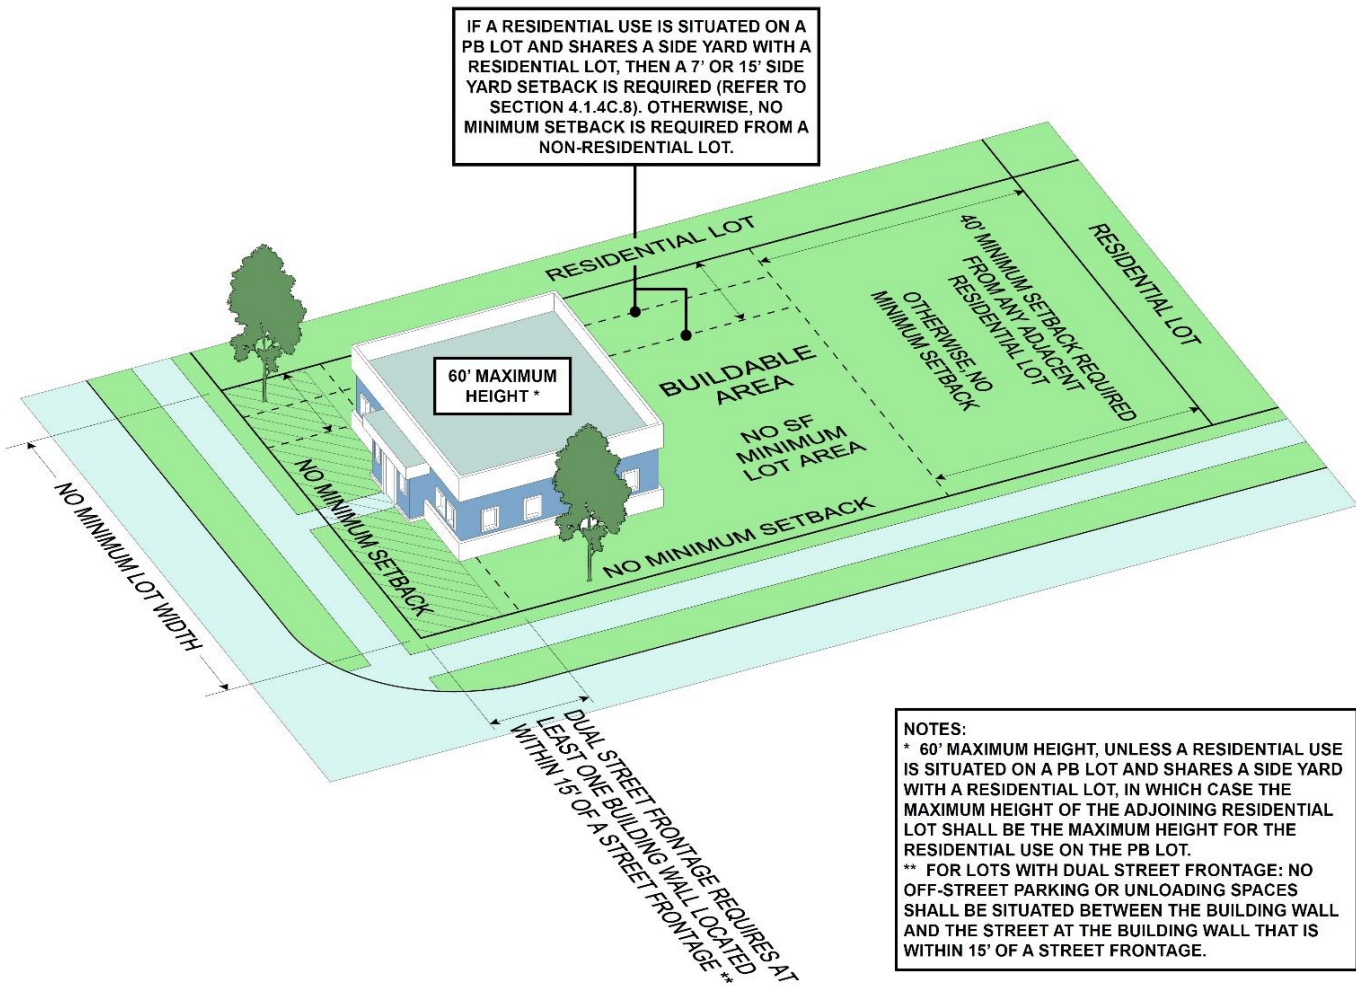 IF A RESIDENTIAL USE IS SITUATED ON A
PB LOT AND SHARES A SIDE YARD WITH A
RESIDENTIAL LOT, THEN A 7' OR 15' SIDE
YARD SETBACK IS REQUIRED (REFER TO
SECTION 4.1.4C.8). OTHERWISE, NO
MINIMUM SETBACK IS REQUIRED FROM A
NON-RESIDENTIAL LOT.
RESIDENTIAL LOT
RESIDENTIAL LOT
40' MINIMUM SETBACK REQUIRED
FROM ANY ADJACENT
RESIDENTIAL LOT
OTHERWISE, NO
MINIMUM SETBACK
60' MAXIMUM
HEIGHT *
BUILDABLE
AREA
NO SF
MINIMUM
LOT AREA
NO MINIMUM SETBACK
NO MINIMUM SETBACK
NO MINIMUM LOT WIDTH
DUAL STREET FRONTAGE REQUIRES AT
LEAST ONE BUILDING WALL LOCATED
WITHIN 15' OF A STREET FRONTAGE **
NOTES:
* 60' MAXIMUM HEIGHT, UNLESS A RESIDENTIAL USE
IS SITUATED ON A PB LOT AND SHARES A SIDE YARD
WITH A RESIDENTIAL LOT, IN WHICH CASE THE
MAXIMUM HEIGHT OF THE ADJOINING RESIDENTIAL
LOT SHALL BE THE MAXIMUM HEIGHT FOR THE
RESIDENTIAL USE ON THE PB LOT.
** FOR LOTS WITH DUAL STREET FRONTAGE: NO
OFF-STREET PARKING OR UNLOADING SPACES
SHALL BE SITUATED BETWEEN THE BUILDING WALL
AND THE STREET AT THE BUILDING WALL THAT IS
WITHIN 15' OF A STREET FRONTAGE.